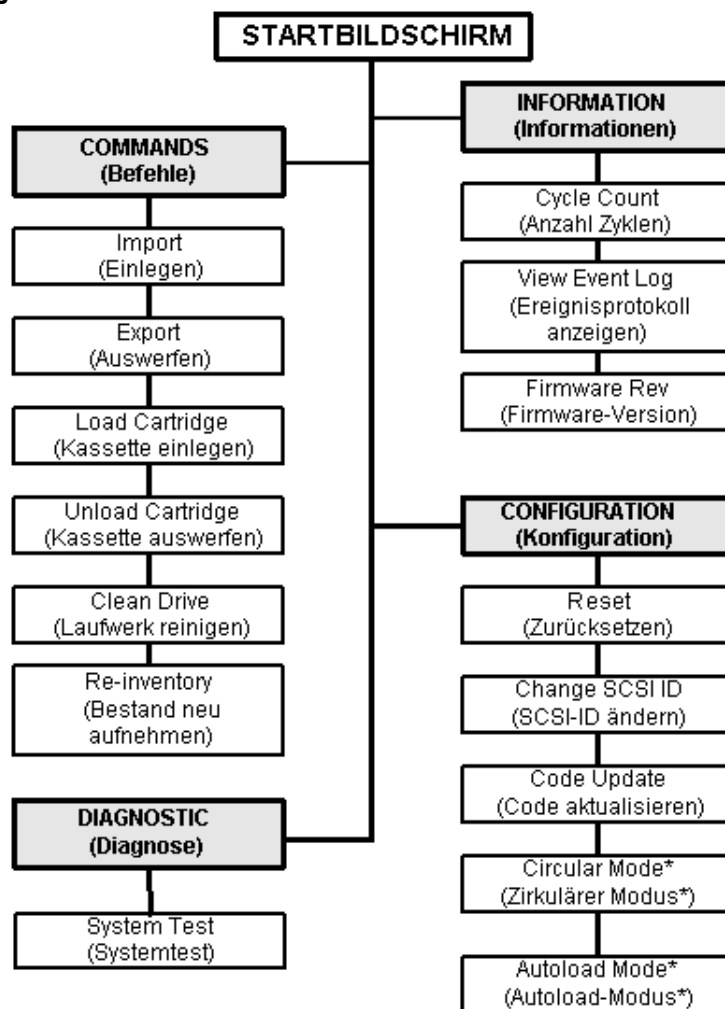 STARTBILDSCHIRM
COMMANDS
(Befehle)
Import
(Einlegen)
Export
(Auswerfen)
Load Cartridge
(Kassette einlegen)
Unload Cartridge
(Kassette auswerfen)
Clean Drive
(Laufwerk reinigen)
Re-inventory
(Bestand neu
aufnehmen)
DIAGNOSTIC
(Diagnose)
System Test
(Systemtest)
INFORMATION
(Informationen)
Cycle Count
(Anzahl Zyklen)
View Event Log
(Ereignisprotokoll
anzeigen)
Firmware Rev
(Firmware-Version)
CONFIGURATION
(Konfiguration)
Reset
(Zurücksetzen)
Change SCSI ID
(SCSI-ID ändern)
Code Update
(Code aktualisieren)
Circular Mode*
(Zirkulärer Modus*)
Autoload Mode*
(Autoload-Modus*)